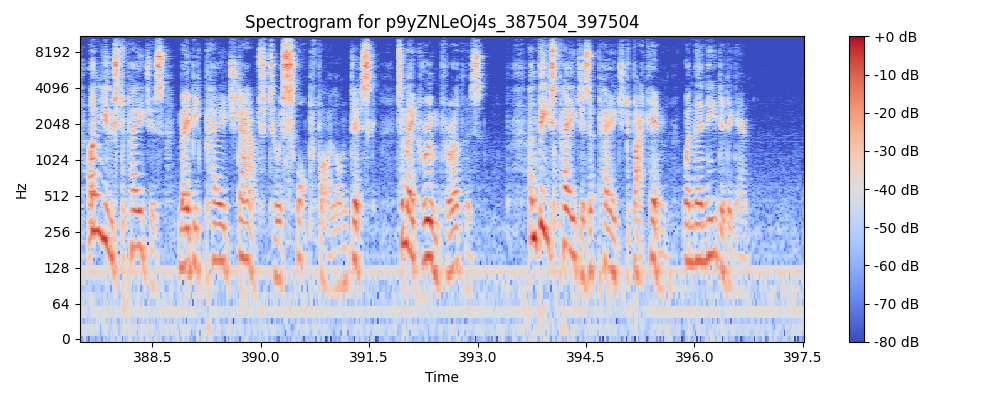 Spectrogram for p9yZNLeOj4s_387504_397504
8192
4096
2048
1024
512
256
128
64
0
Hz
388.5 390.0 391.5 393.0 394.5 396.0 397.5
Time
+0 dB
-10 dB
-20 dB
-30 dB
-40 dB
-50 dB
-60 dB
-70 dB
-80 dB